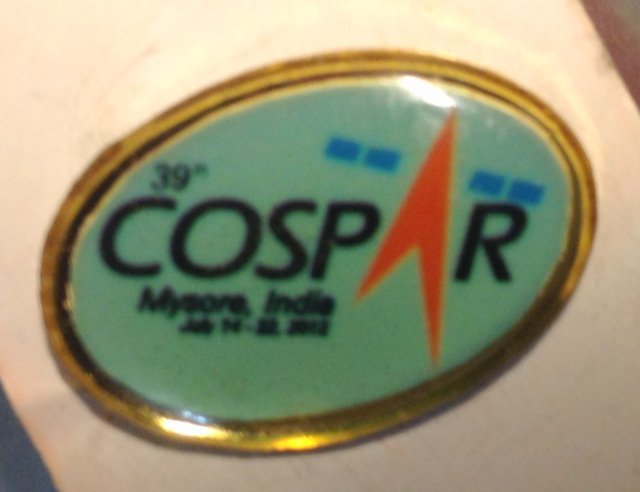 39th
COSPAR
Mysore, India
July 14 - 22, 2012